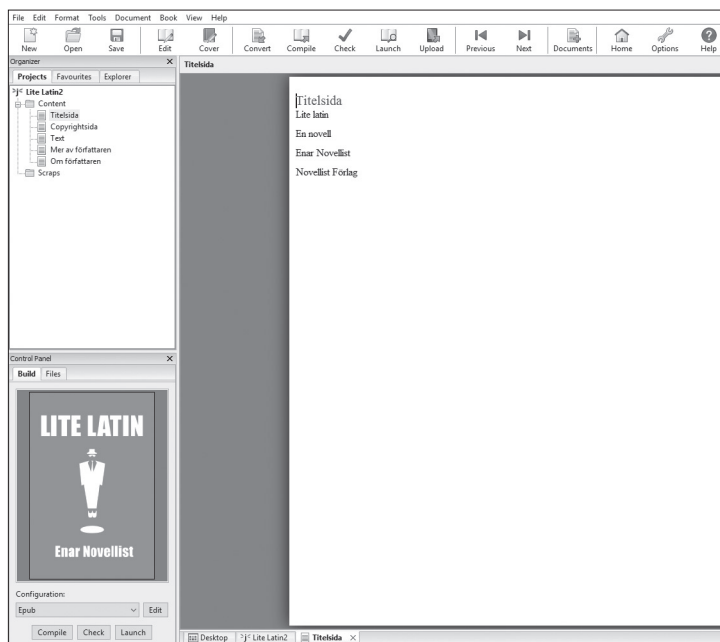 File Edit Format Tools Document Book View Help
New Open Save Edit Cover Convert Compile Check Launch Upload Previous Next Documents Home Options Help
Organizer
Projects Favourites Explorer
Lite Latin2
Content
Titelsida
Copyrightsida
Text
Mer av författaren
Om författaren
Scraps
Control Panel
Build Files
LITE LATIN
Enar Novellist
Configuration:
Epub Edit
Compile Check Launch
Titelsida
Titelsida
Lite latin
En novell
Enar Novellist
Novellist Förlag
Desktop Lite Latin2 Titelsida